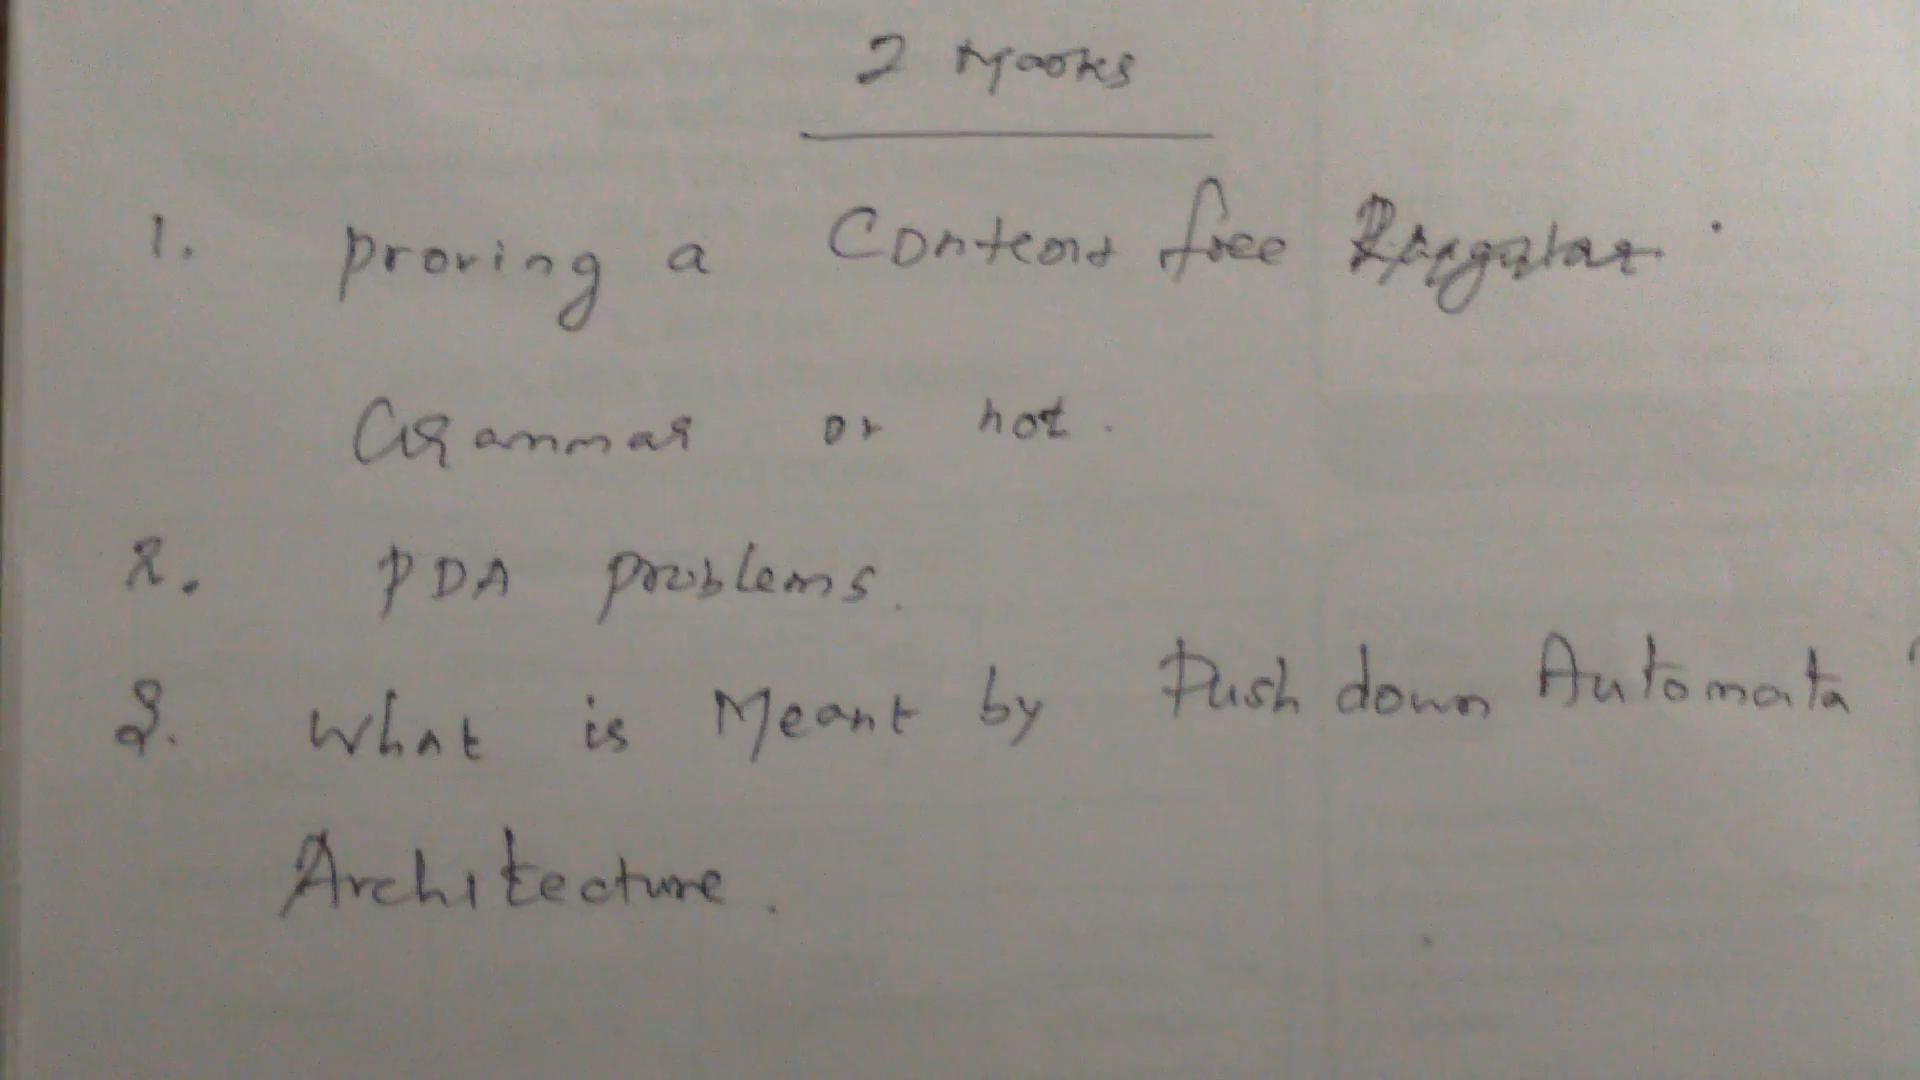 2 Marks
1. proving a Context free Regular
Grammar or not.
2. PDA problems.
3. What is Meant by Push down Automata ?
Architecture.